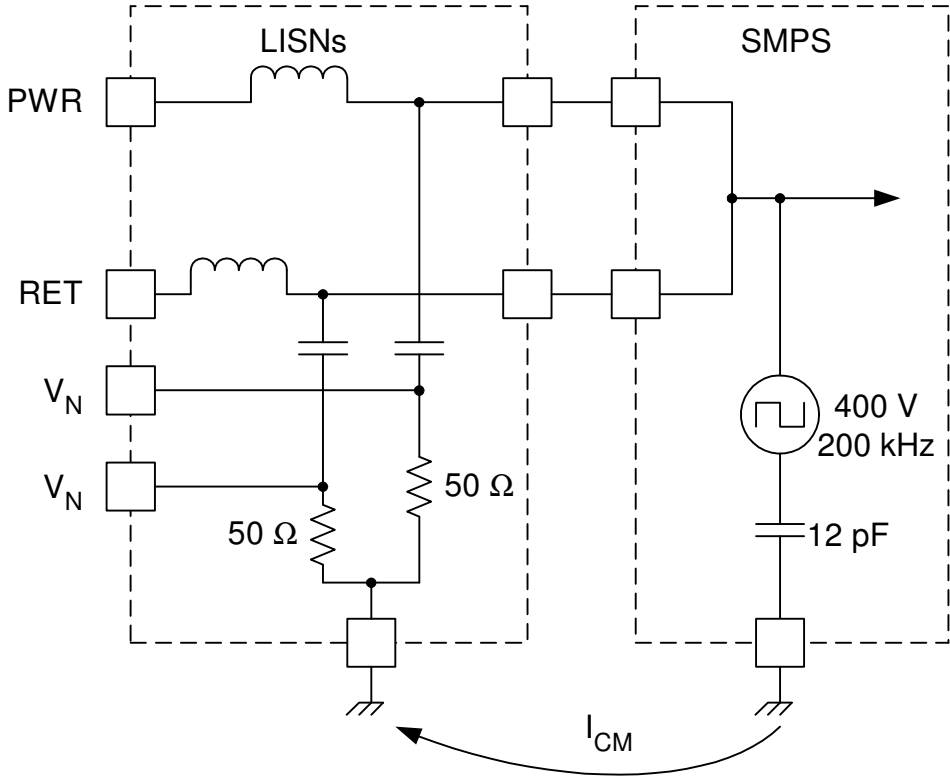 LISNs
SMPS
PWR
RET
V_N
400 V
200 kHz
V_N
50 Ω
50 Ω
12 pF
I_CM